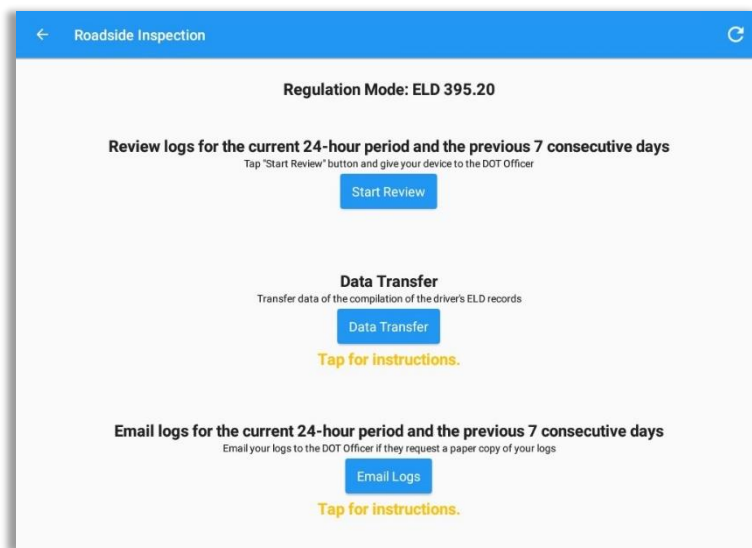 Roadside Inspection
Regulation Mode: ELD 395.20
Review logs for the current 24-hour period and the previous 7 consecutive days
Tap "Start Review" button and give your device to the DOT Officer
Start Review
Data Transfer
Transfer data of the compilation of the driver's ELD records
Data Transfer
Tap for instructions.
Email logs for the current 24-hour period and the previous 7 consecutive days
Email your logs to the DOT Officer if they request a paper copy of your logs
Email Logs
Tap for instructions.